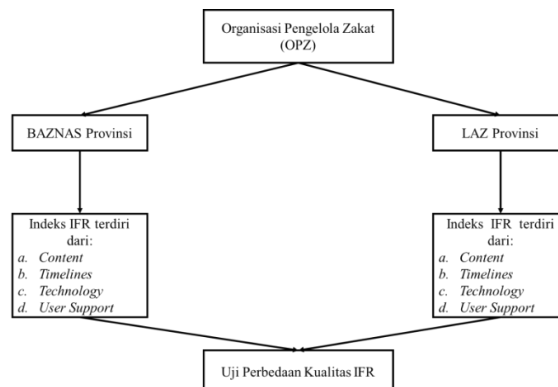 Organisasi Pengelola Zakat
(OPZ)
BAZNAS Provinsi
LAZ Provinsi
Indeks IFR terdiri
dari:
a. Content
b. Timelines
c. Technology
d. User Support
Indeks IFR terdiri
dari:
a. Content
b. Timelines
c. Technology
d. User Support
Uji Perbedaan Kualitas IFR